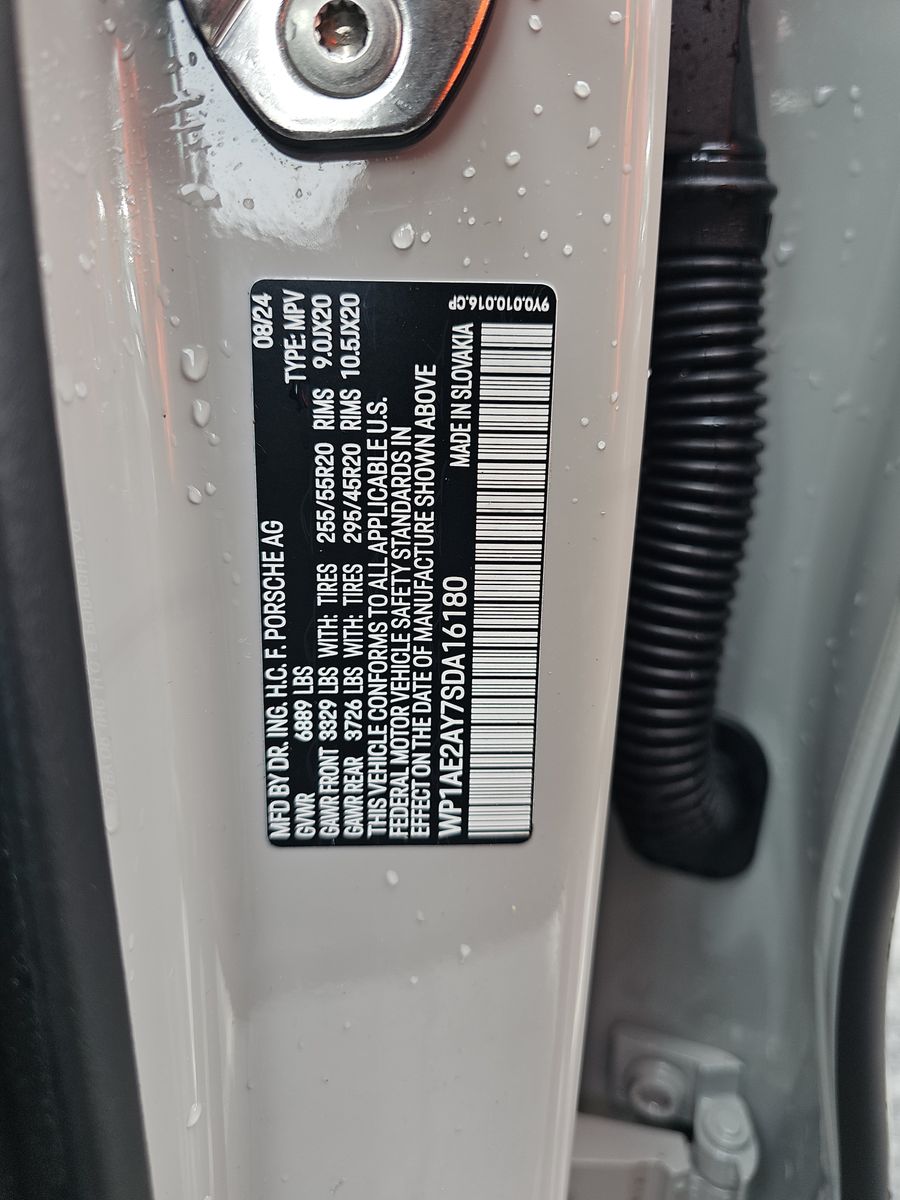 MFD BY DR. ING. H.C. F. PORSCHE AG 08/24
GVWR 6889 LBS TYPE: MPV
GAWR FRONT 3329 LBS WITH: TIRES 255/55R20 RIMS 9.0JX20
GAWR REAR 3726 LBS WITH: TIRES 295/45R20 RIMS 10.5JX20
THIS VEHICLE CONFORMS TO ALL APPLICABLE U.S.
FEDERAL MOTOR VEHICLE SAFETY STANDARDS IN
EFFECT ON THE DATE OF MANUFACTURE SHOWN ABOVE
WP1AE2AY7SDA16180 MADE IN SLOVAKIA
9Y0.010.016.CP